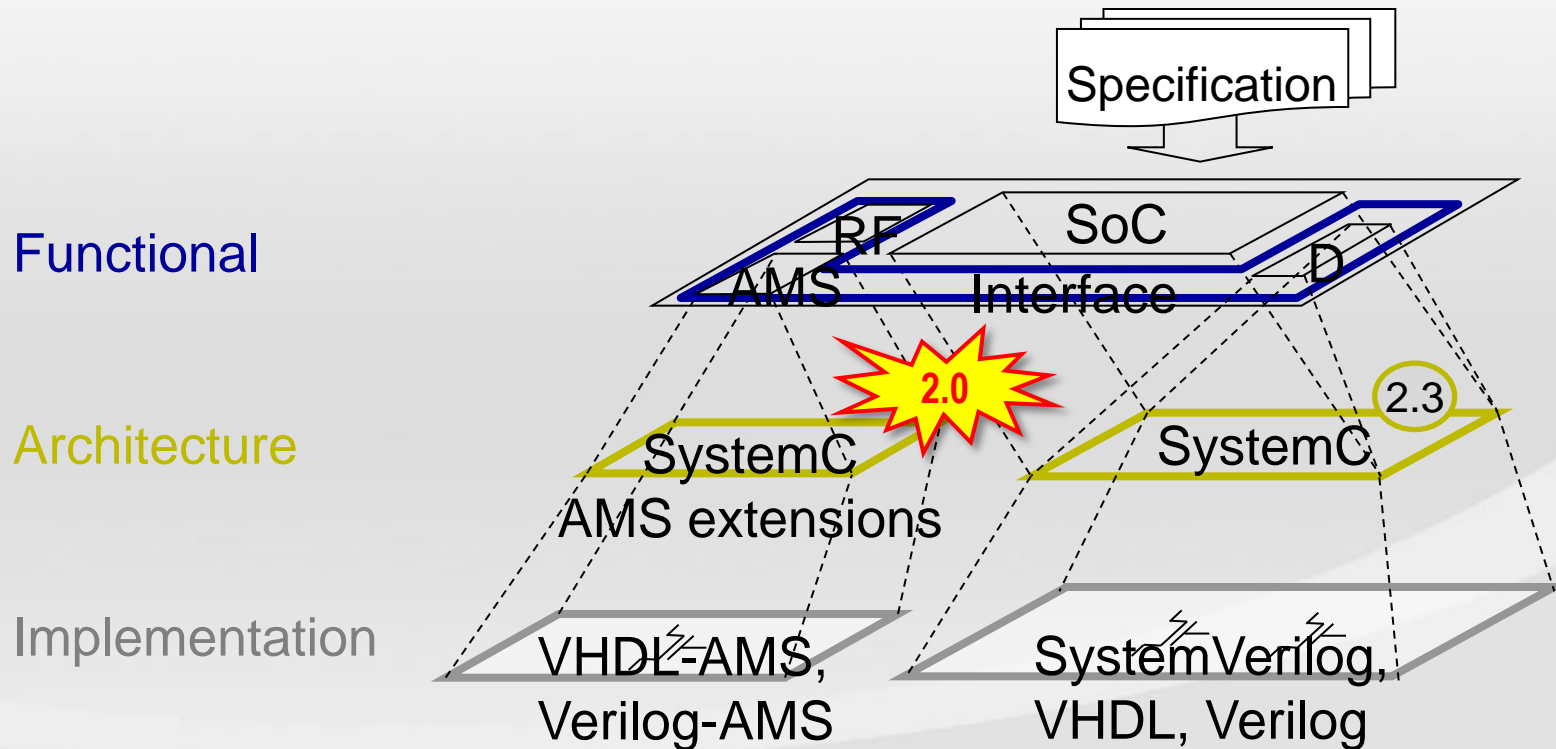 Specification
Functional
RF
SoC
D
AMS
Interface
2.0
2.3
Architecture
SystemC
AMS extensions
SystemC
Implementation
VHDL-AMS,
Verilog-AMS
SystemVerilog,
VHDL, Verilog